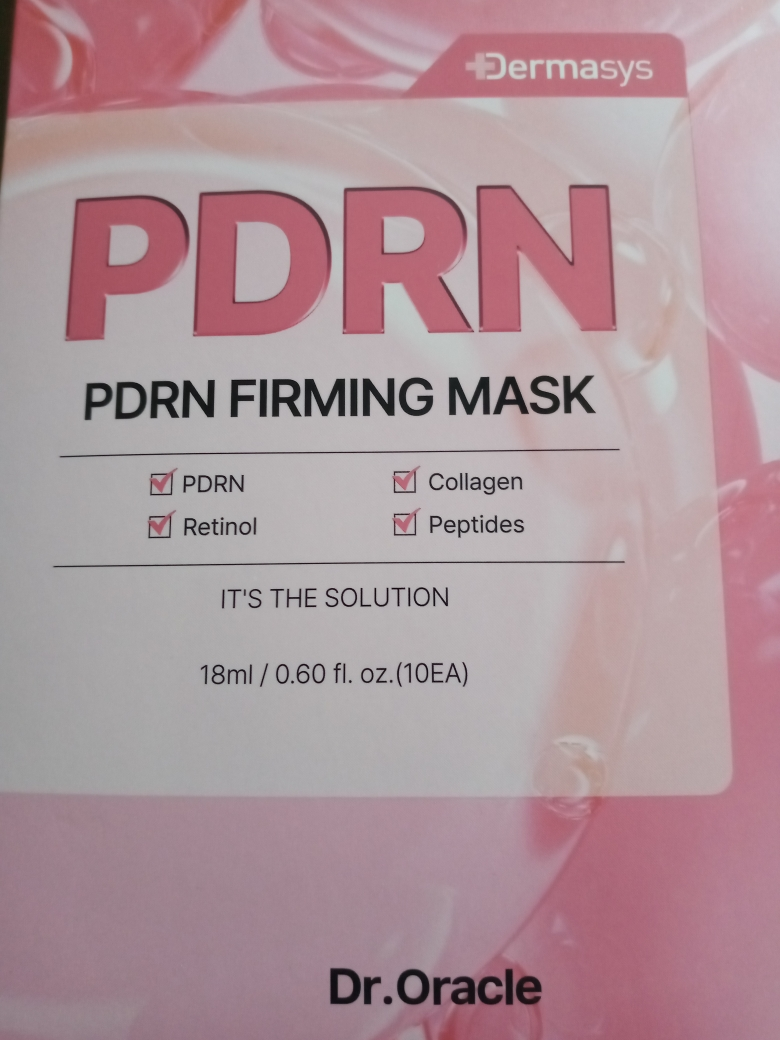 Dermasys
PDRN
PDRN FIRMING MASK
PDRN Collagen
Retinol Peptides
IT'S THE SOLUTION
18ml / 0.60 fl. oz.(10EA)
Dr.Oracle